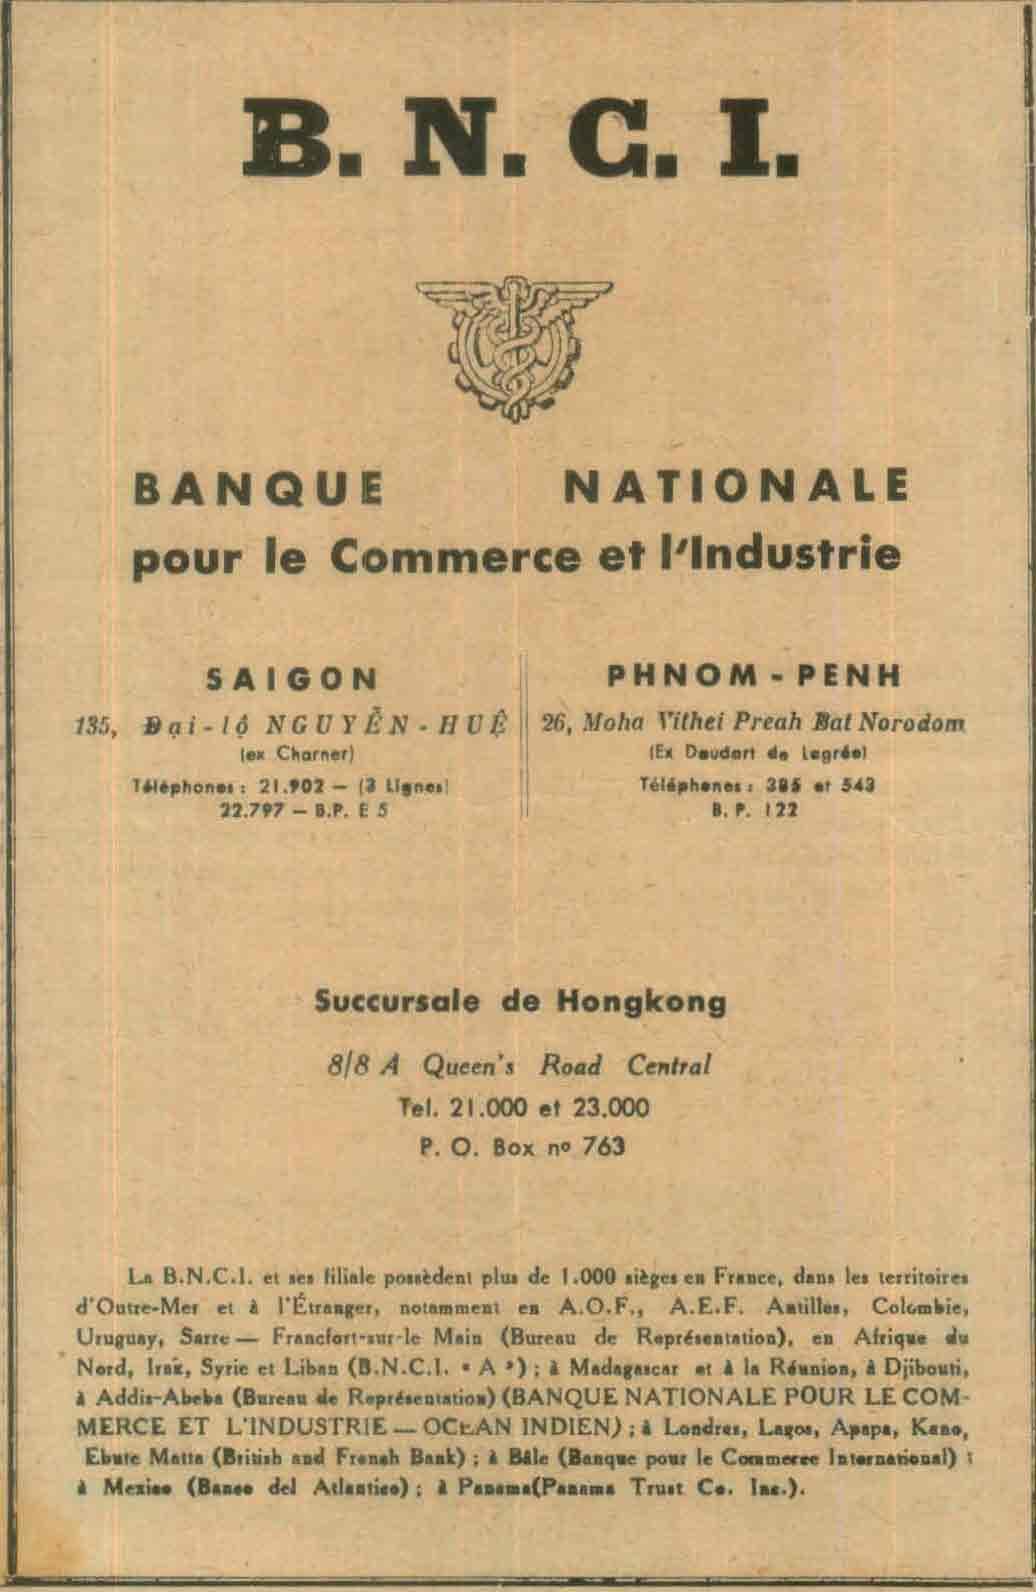 B. N. C. I.
BANQUE NATIONALE
pour le Commerce et l'Industrie
SAIGON
135, Đại-lộ NGUYỄN-HUỆ
(ex Charner)
Téléphones : 21.902 — (3 Lignes)
22.797 — B.P. E 5
PHNOM-PENH
26, Moha Vithei Preah Bat Norodom
(Ex Doudart de Lagrée)
Téléphones : 385 et 543
B. P. 122
Succursale de Hongkong
8/8 A Queen's Road Central
Tel. 21.000 et 23.000
P. O. Box nº 763
La B.N.C.I. et ses filiale possèdent plus de 1.000 sièges en France, dans les territoires
d'Outre-Mer et à l'Étranger, notamment en A.O.F., A.E.F. Antilles, Colombie,
Uruguay, Sarre — Francfort-sur-le Main (Bureau de Représentation), en Afrique du
Nord, Irak, Syrie et Liban (B.N.C.I. « A ») ; à Madagascar et à la Réunion, à Djibouti,
à Addis-Abeba (Bureau de Représentation) (BANQUE NATIONALE POUR LE COM-
MERCE ET L'INDUSTRIE — OCEAN INDIEN) ; à Londres, Lagos, Apapa, Kano,
Ebute Matta (British and French Bank) ; à Bâle (Banque pour le Commerce International) ;
à Mexico (Banco del Atlantico) ; à Panama(Panama Trust Co. Inc.).